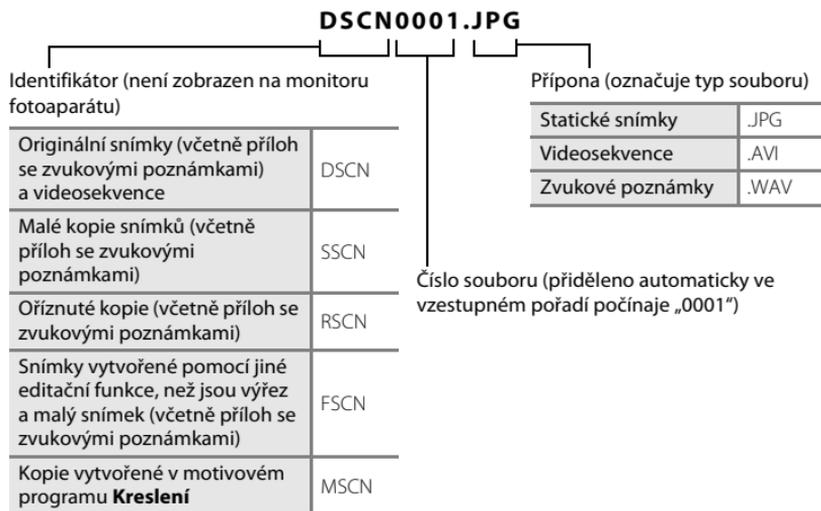 DSCN0001.JPG
Identifikátor (není zobrazen na monitoru
fotoaparátu)
Originální snímky (včetně příloh
se zvukovými poznámkami)
a videosekvence
DSCN
Malé kopie snímků (včetně
příloh se zvukovými
poznámkami)
SSCN
Oříznuté kopie (včetně příloh se
zvukovými poznámkami)
RSCN
Snímky vytvořené pomocí jiné
editační funkce, než jsou výřez
a malý snímek (včetně příloh se
zvukovými poznámkami)
FSCN
Kopie vytvořené v motivovém
programu Kreslení
MSCN
Číslo souboru (přiděleno automaticky ve
vzestupném pořadí počínaje „0001“)
Přípona (označuje typ souboru)
Statické snímky .JPG
Videosekvence .AVI
Zvukové poznámky .WAV